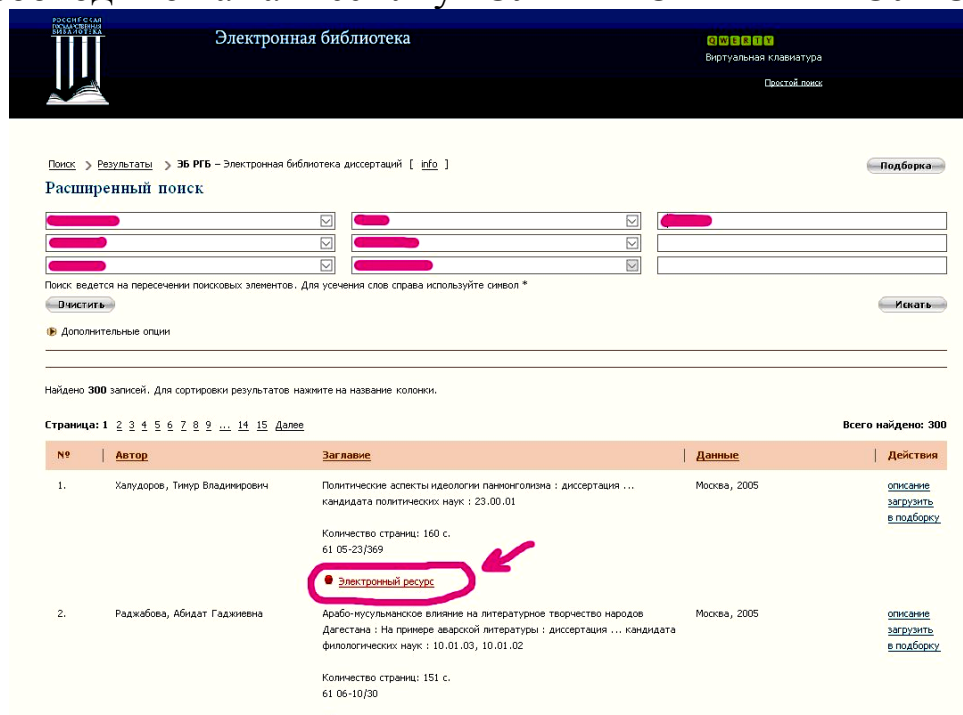 РОССИЙСКАЯ
ГОСУДАРСТВЕННАЯ
БИБЛИОТЕКА
Электронная библиотека
QWERTY
Виртуальная клавиатура
Простой поиск
Поиск > Результаты > ЭБ РГБ – Электронная библиотека диссертаций [ info ]
Подборка
Расширенный поиск
Поиск ведется на пересечении поисковых элементов. Для усечения слов справа используйте символ *
Очистить
Искать
Дополнительные опции
Найдено 300 записей. Для сортировки результатов нажмите на название колонки.
Страница: 1 2 3 4 5 6 7 8 9 ... 14 15 Далее
Всего найдено: 300
№ | Автор Заглавие | Данные | Действия
1. Халудоров, Тимур Владимирович Политические аспекты идеологии панмонголизма : диссертация ... Москва, 2005 описание
кандидата политических наук : 23.00.01 загрузить
в подборку
Количество страниц: 160 с.
61 05-23/369
Электронный ресурс
2. Раджабова, Абидат Гаджиевна Арабо-мусульманское влияние на литературное творчество народов Москва, 2005 описание
Дагестана : На примере аварской литературы : диссертация ... кандидата загрузить
филологических наук : 10.01.03, 10.01.02 в подборку
Количество страниц: 151 с.
61 06-10/30